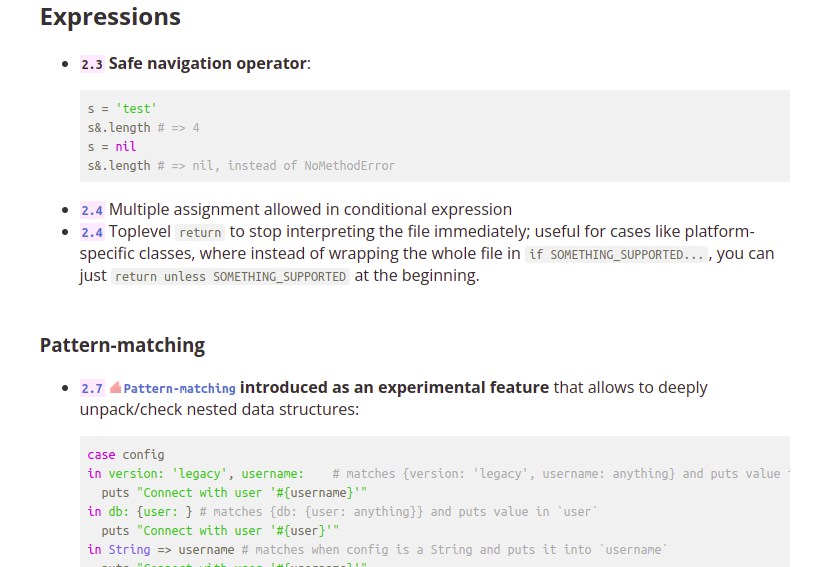 Expressions
2.3 Safe navigation operator:
s = 'test'
s&.length # => 4
s = nil
s&.length # => nil, instead of NoMethodError
2.4 Multiple assignment allowed in conditional expression
2.4 Toplevel return to stop interpreting the file immediately; useful for cases like platform-
specific classes, where instead of wrapping the whole file in if SOMETHING_SUPPORTED..., you can
just return unless SOMETHING_SUPPORTED at the beginning.
Pattern-matching
2.7 Pattern-matching introduced as an experimental feature that allows to deeply
unpack/check nested data structures:
case config
in version: 'legacy', username:    # matches {version: 'legacy', username: anything} and puts value
  puts "Connect with user '#{username}'"
in db: {user: } # matches {db: {user: anything}} and puts value in `user`
  puts "Connect with user '#{user}'"
in String => username # matches when config is a String and puts it into `username`
  puts "Connect with user '#{username}'"